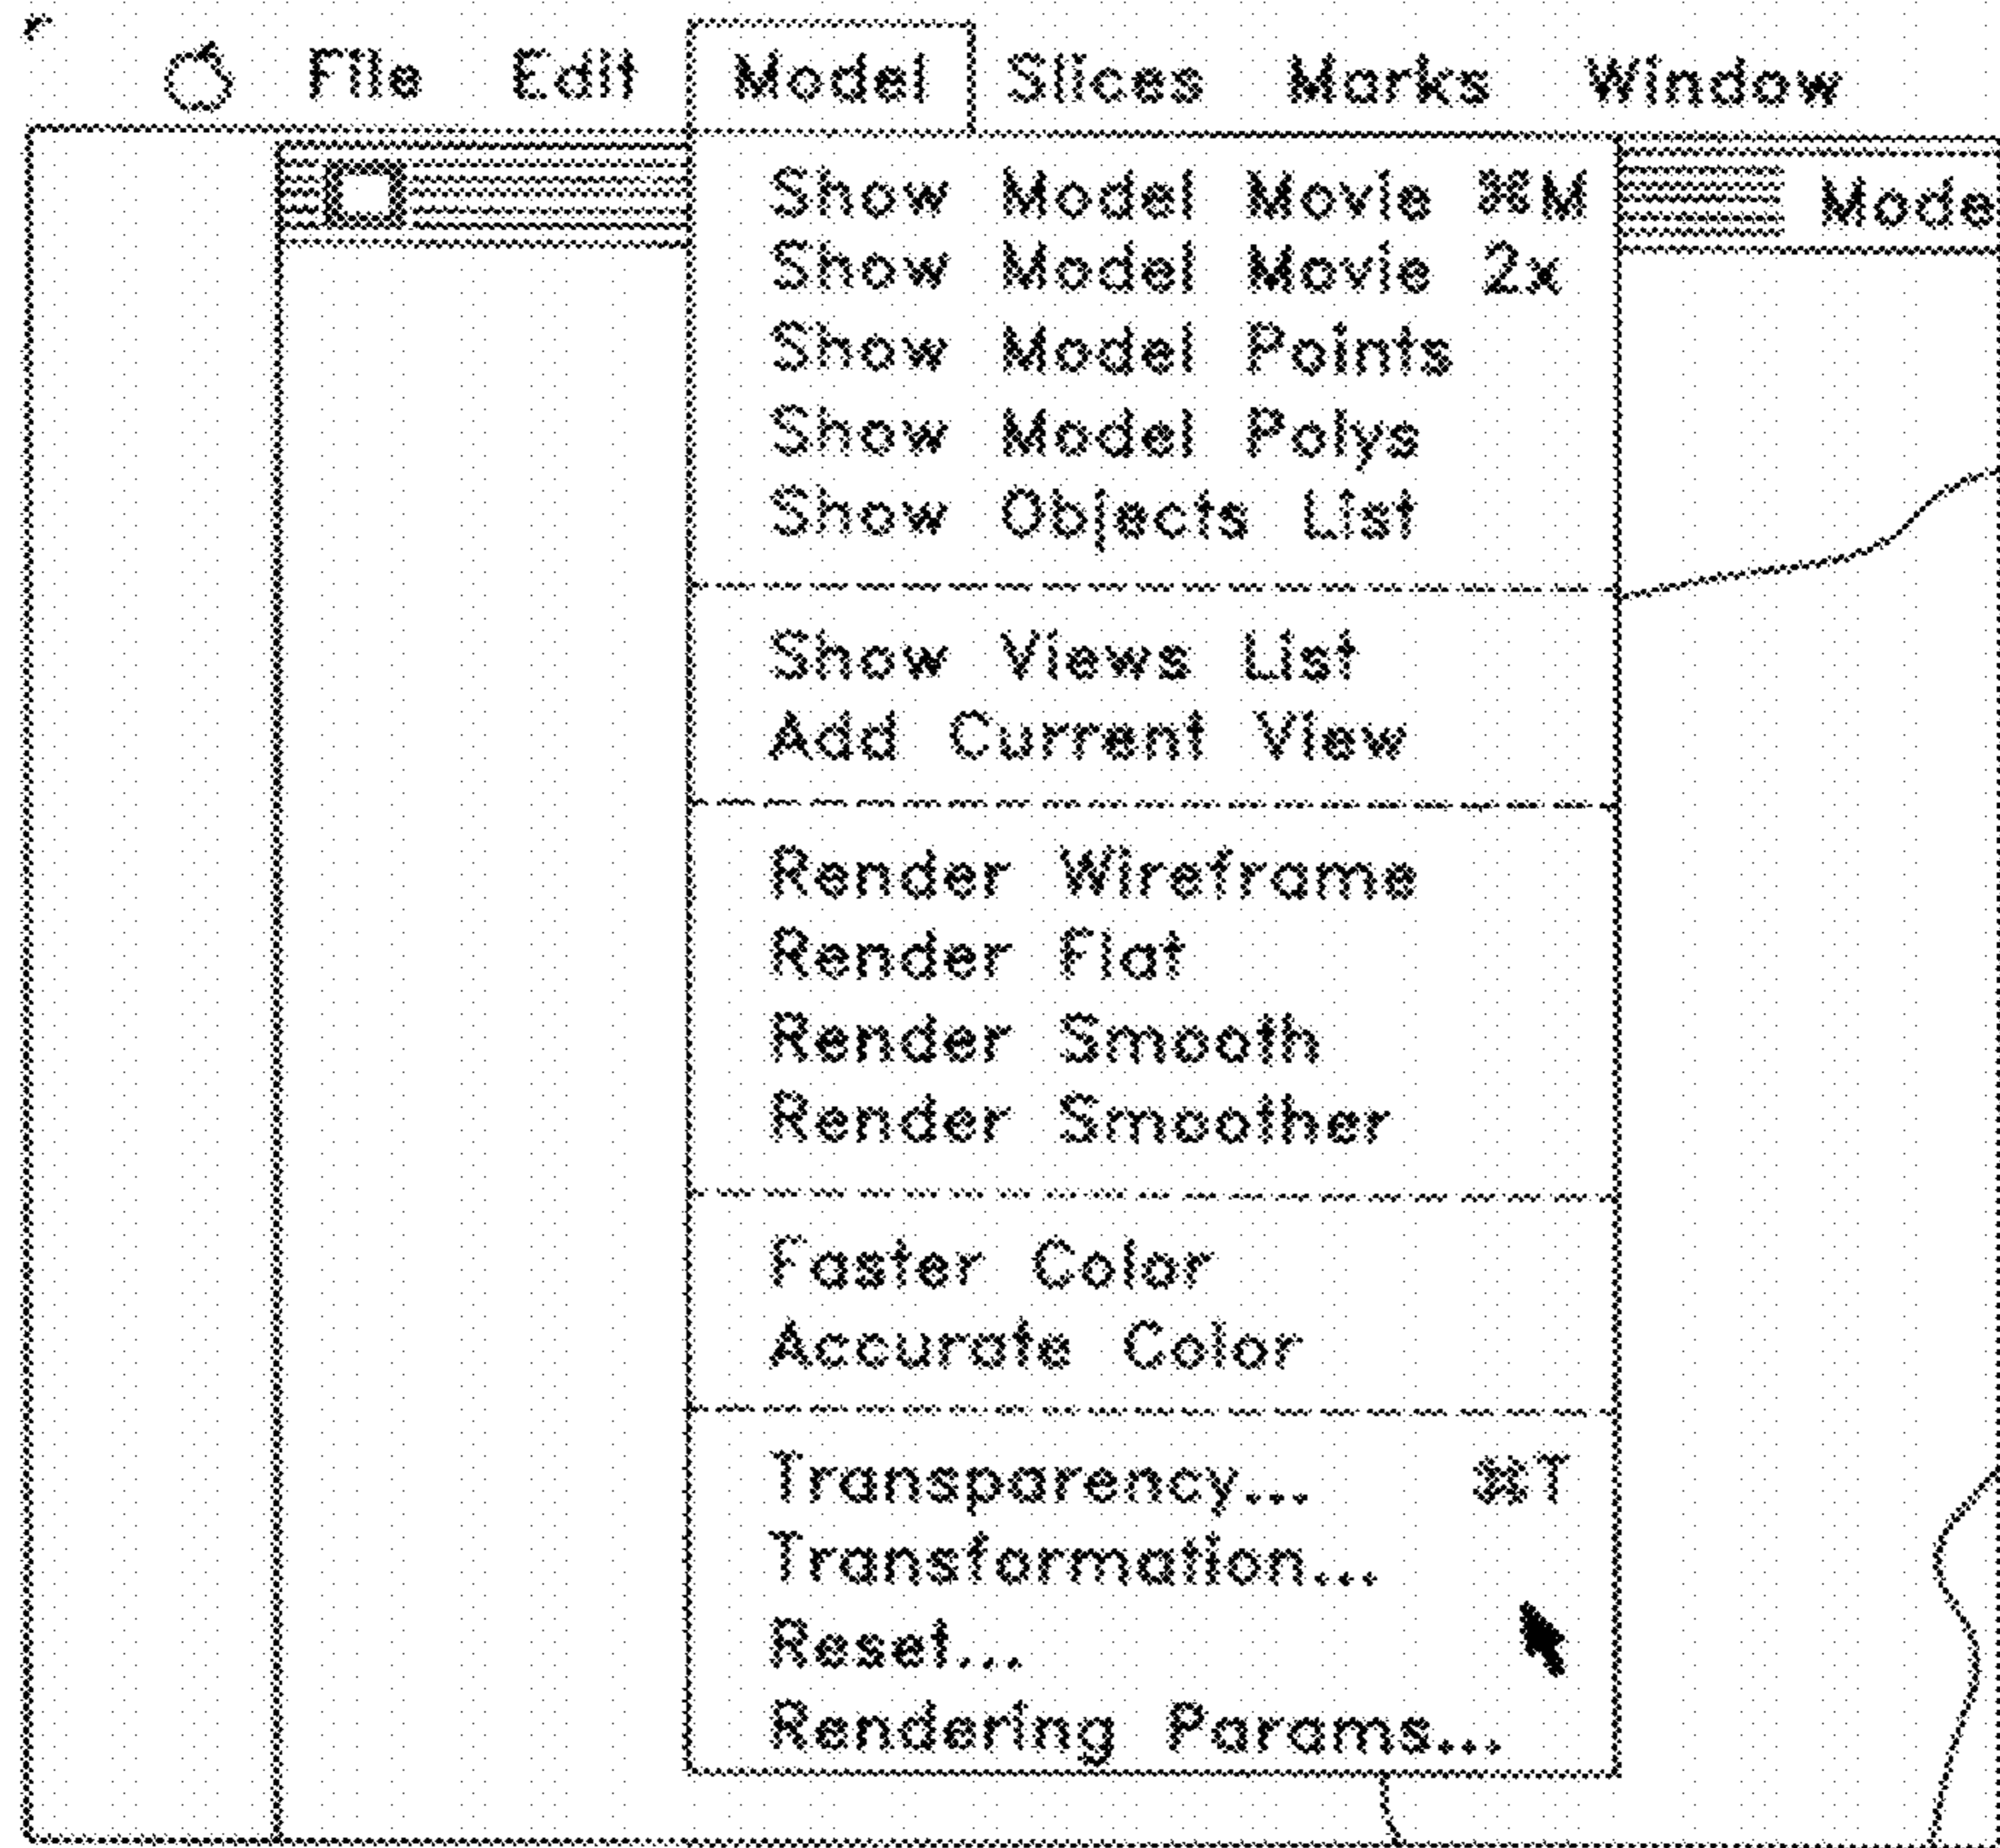 File Edit Model Slices Marks Window
Mode
Show Model Movie ⌘M
Show Model Movie 2x
Show Model Points
Show Model Polys
Show Objects List
Show Views List
Add Current View
Render Wireframe
Render Flat
Render Smooth
Render Smoother
Faster Color
Accurate Color
Transparency... ⌘T
Transformation...
Reset...
Rendering Params...